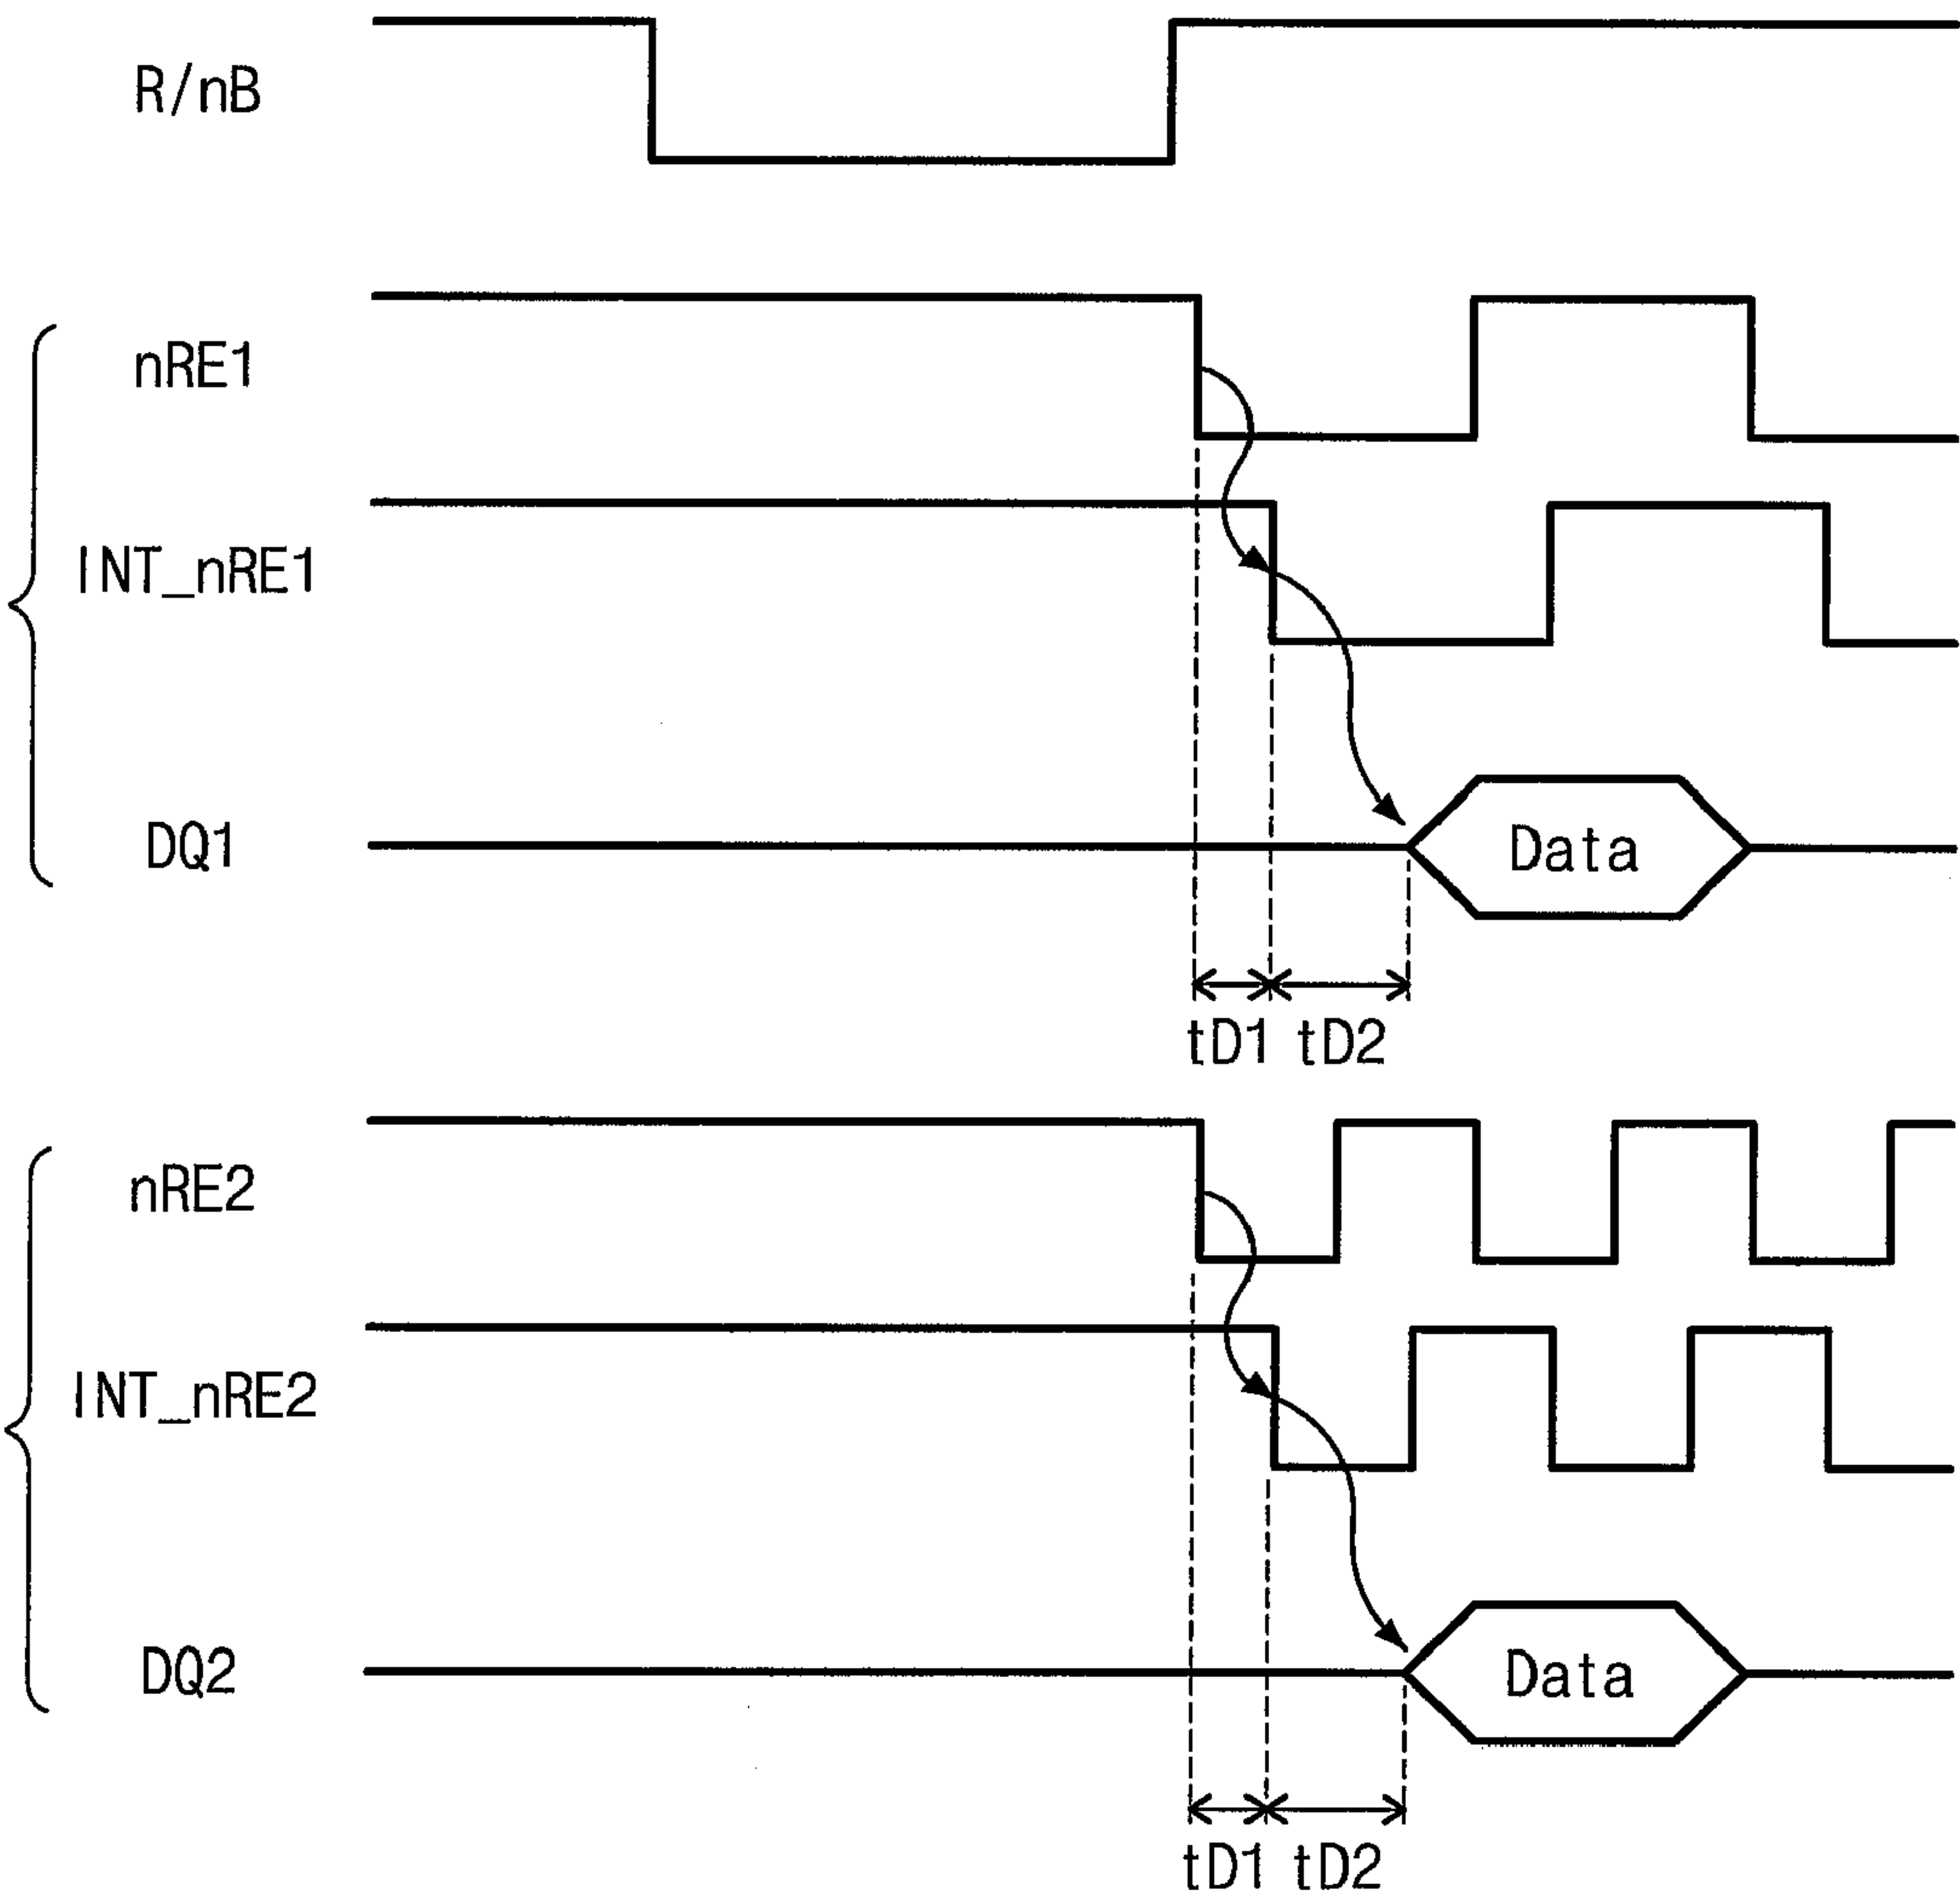 R/nB
nRE1
INT_nRE1
DQ1
Data
tD1 tD2
nRE2
INT_nRE2
DQ2
Data
tD1 tD2